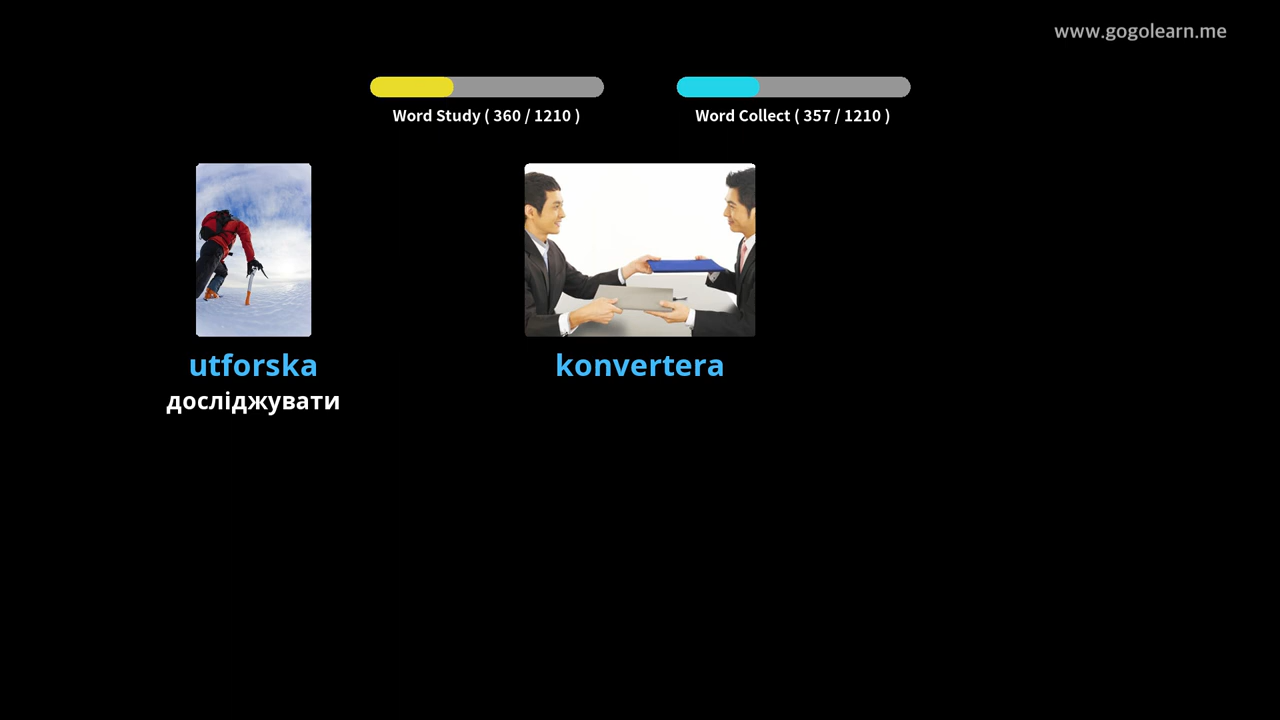 www.gogolearn.me
Word Study ( 360 / 1210 )
Word Collect ( 357 / 1210 )
utforska
konvertera
досліджувати